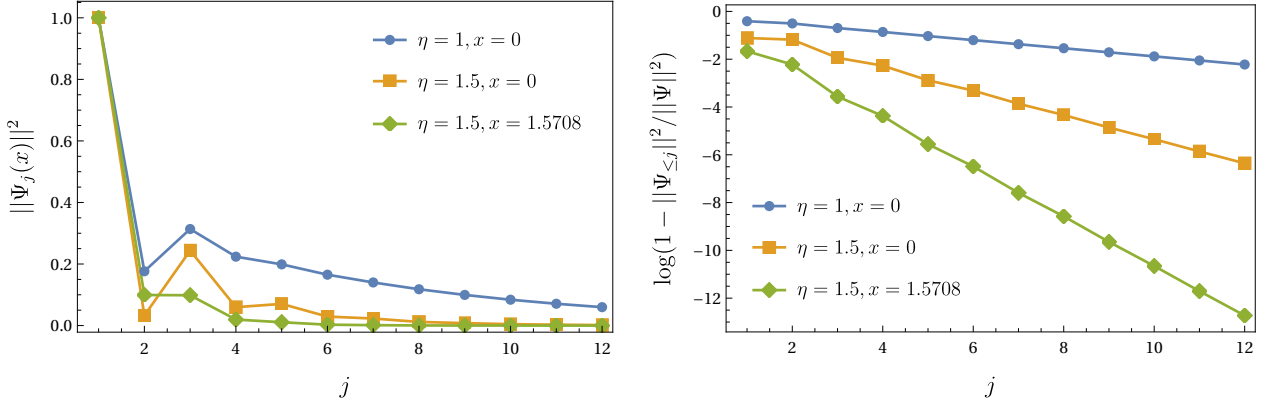 ||Ψ_j(x)||^2
1.0
0.8
0.6
0.4
0.2
0.0
η = 1, x = 0
η = 1.5, x = 0
η = 1.5, x = 1.5708
2 4 6 8 10 12
j
log(1 − ||Ψ_{≤j}||^2/||Ψ||^2)
0
−2
−4
−6
−8
−10
−12
η = 1, x = 0
η = 1.5, x = 0
η = 1.5, x = 1.5708
2 4 6 8 10 12
j